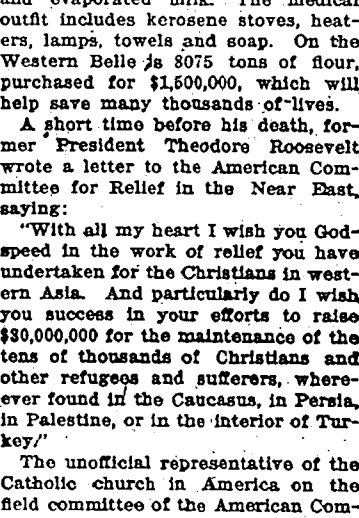 and evaporated milk. The medical
outfit includes kerosene stoves, heat-
ers, lamps, towels and soap. On the
Western Belle is 8075 tons of flour,
purchased for $1,500,000, which will
help save many thousands of lives.
A short time before his death, for-
mer President Theodore Roosevelt
wrote a letter to the American Com-
mittee for Relief in the Near East,
saying:
"With all my heart I wish you God-
speed in the work of relief you have
undertaken for the Christians in west-
ern Asia. And particularly do I wish
you success in your efforts to raise
$30,000,000 for the maintenance of the
tens of thousands of Christians and
other refugees and sufferers, where-
ever found in the Caucasus, in Persia,
in Palestine, or in the interior of Tur-
key."
The unofficial representative of the
Catholic church in America on the
field committee of the American Com-